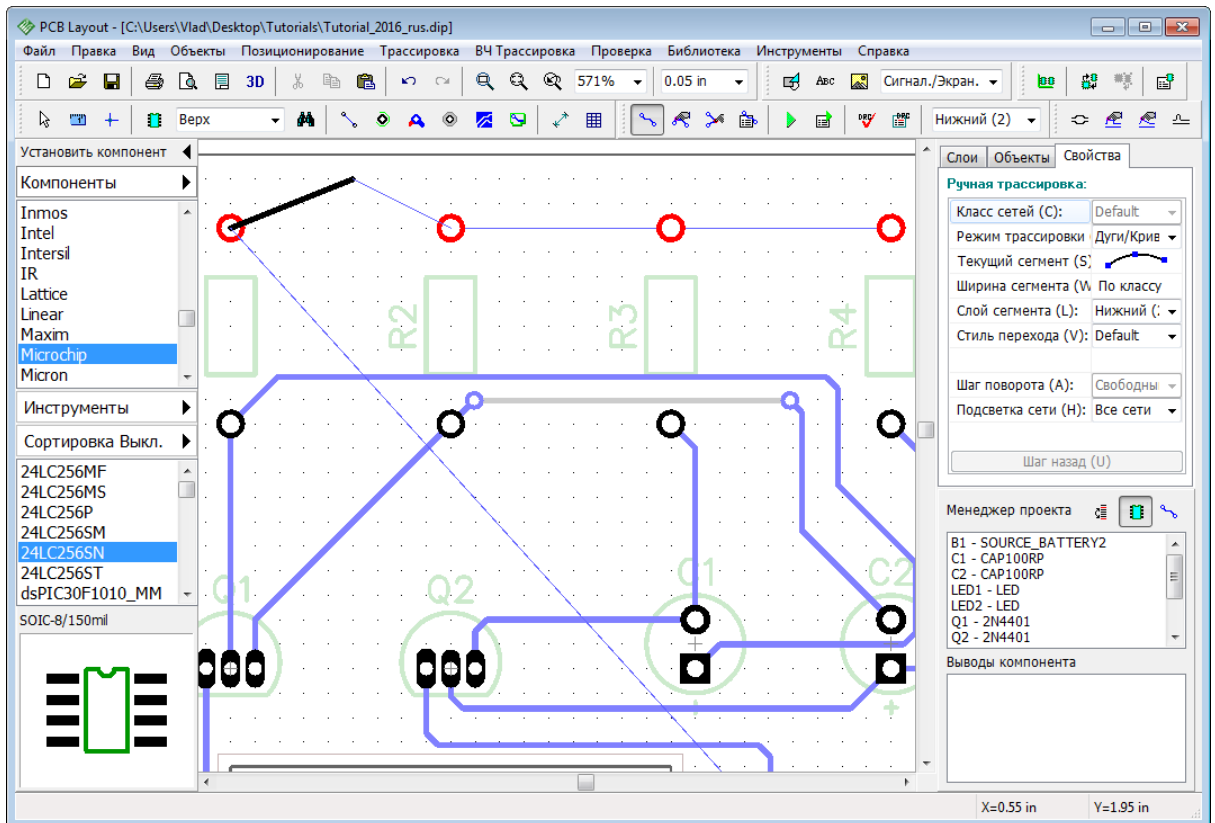 PCB Layout - [C:\Users\Vlad\Desktop\Tutorials\Tutorial_2016_rus.dip]
Файл Правка Вид Объекты Позиционирование Трассировка ВЧ Трассировка Проверка Библиотека Инструменты Справка
3D 571% 0.05 in ABC Сигнал./Экран.
Верх DRC DRC Нижний (2)
Установить компонент
Компоненты
Inmos
Intel
Intersil
IR
Lattice
Linear
Maxim
Microchip
Micron
Инструменты
Сортировка Выкл.
24LC256MF
24LC256MS
24LC256P
24LC256SM
24LC256SN
24LC256ST
dsPIC30F1010_MM
SOIC-8/150mil
R2
R3
R4
Q1
Q2
C1
C2
+
+
Слои Объекты Свойства
Ручная трассировка:
Класс сетей (C): Default
Режим трассировки ( Дуги/Крив
Текущий сегмент (S)
Ширина сегмента (W По классу
Слой сегмента (L): Нижний (:
Стиль перехода (V): Default
Шаг поворота (A): Свободны
Подсветка сети (H): Все сети
Шаг назад (U)
Менеджер проекта
B1 - SOURCE_BATTERY2
C1 - CAP100RP
C2 - CAP100RP
LED1 - LED
LED2 - LED
Q1 - 2N4401
Q2 - 2N4401
Выводы компонента
X=0.55 in Y=1.95 in